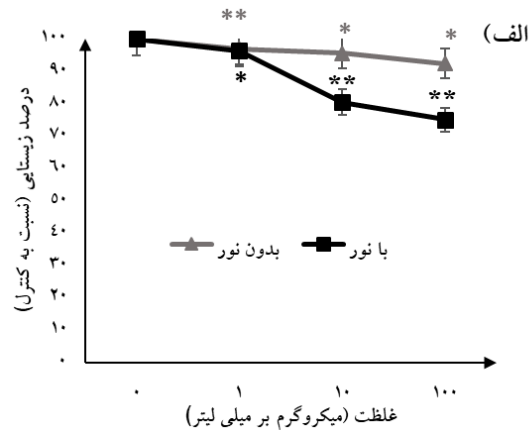 الف)
** * *
۱۰۰
۹۰
۸۰
۷۰
۶۰
۵۰
۴۰
۳۰
۲۰
۱۰
۰
* ** **
درصد زیستایی (نسبت به کنترل)
با نور بدون نور
۰ ۱ ۱۰ ۱۰۰
غلظت (میکروگرم بر میلی لیتر)